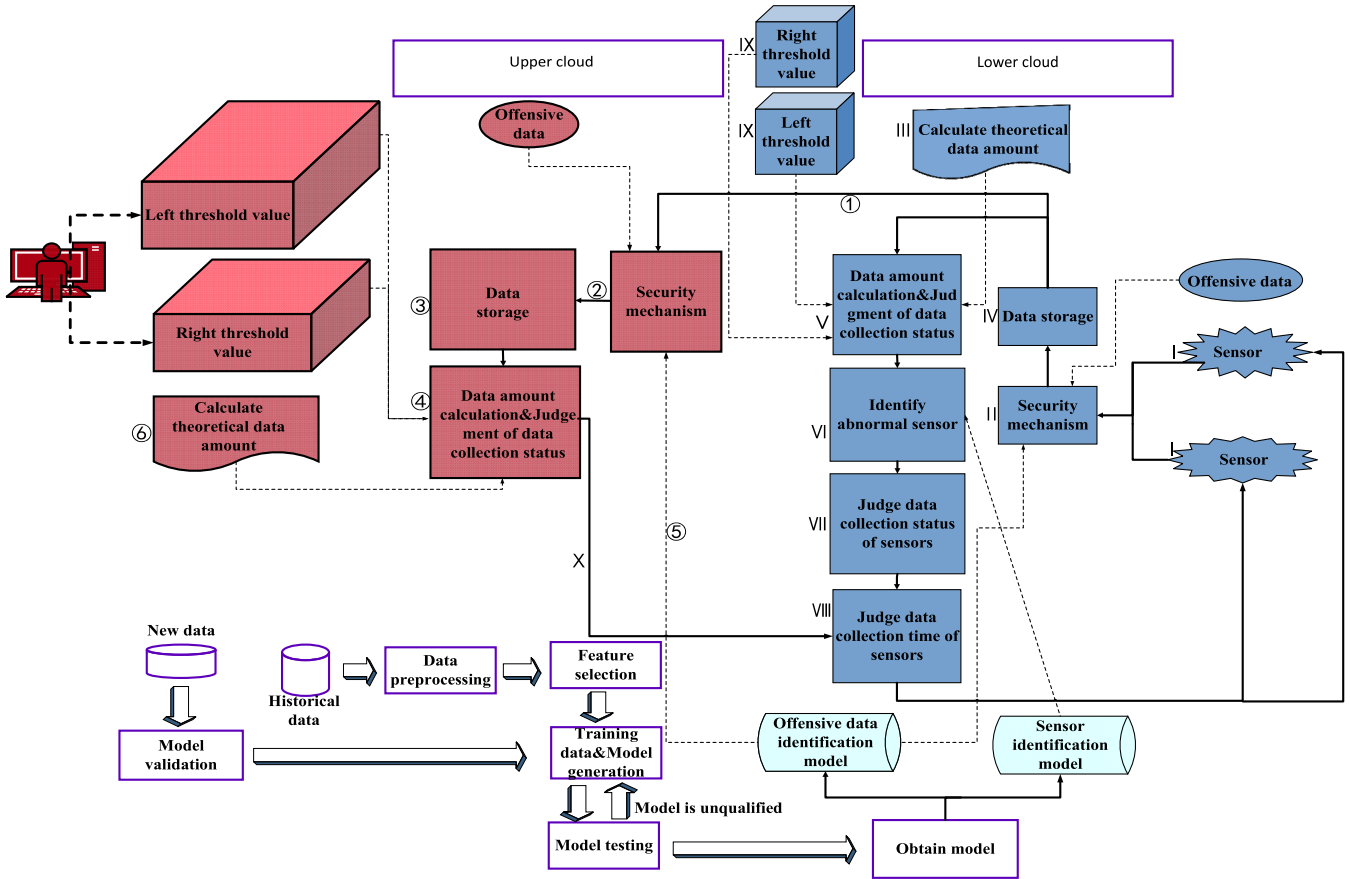 Upper cloud
Lower cloud
Ⅸ
Right
threshold
value
Ⅸ
Left
threshold
value
Ⅲ
Calculate theoretical
data amount
Offensive
data
Left threshold value
①
Right threshold
value
③
Data
storage
②
Security
mechanism
Data amount
calculation&Jud
gment of data
collection status
Ⅴ
Ⅳ
Data storage
Offensive data
Ⅰ
Sensor
④
Data amount
calculation&Judge
ment of data
collection status
⑥
Calculate
theoretical data
amount
Ⅵ
Identify
abnormal sensor
Ⅱ
Security
mechanism
Ⅰ
Sensor
⑤
Ⅶ
Judge data
collection status
of sensors
Ⅹ
Ⅷ
Judge data
collection time of
sensors
New data
Historical
data
Data
preprocessing
Feature
selection
Model
validation
Training
data&Model
generation
Offensive data
identification
model
Sensor
identification
model
Model is unqualified
Model testing
Obtain model